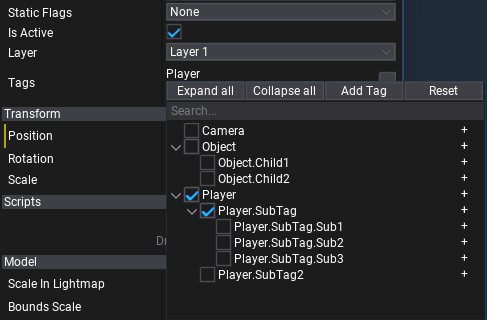 Static Flags None
Is Active
Layer Layer 1
Player
Tags
Expand all Collapse all Add Tag Reset
Search...
Transform
Camera +
Position
Object +
Rotation
Object.Child1 +
Scale
Object.Child2 +
Scripts
Player +
Player.SubTag +
Player.SubTag.Sub1 +
Player.SubTag.Sub2 +
Model
Player.SubTag.Sub3 +
Scale In Lightmap
Player.SubTag2 +
Bounds Scale